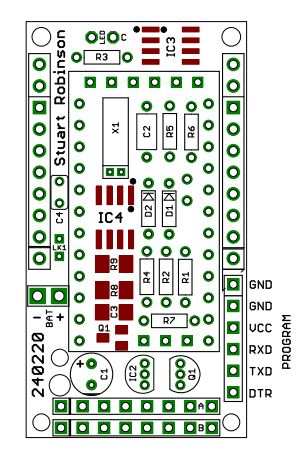 LED
C
R3
IC3
Stuart Robinson
X1
C2
R5
R6
C4
IC4
D2
D1
LK1
R9
R8
C3
R4
R2
R1
Q1
R7
GND
GND
VCC
RXD
TXD
DTR
PROGRAM
- BAT +
240220
+
C1
IC2
Q1
A
B